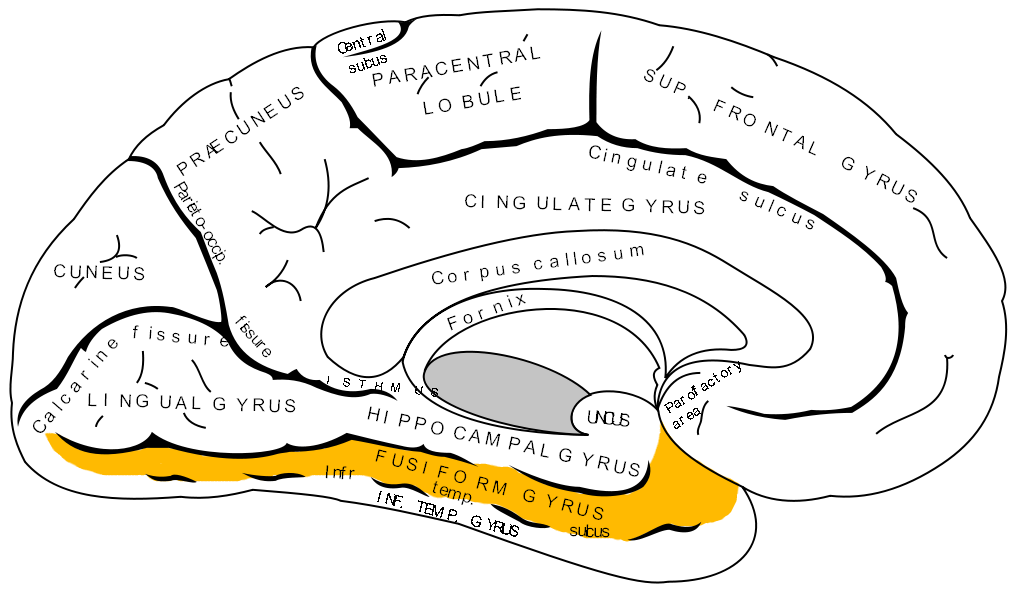 Central
sulcus
PARACENTRAL
LOBULE
SUP. FRONTAL GYRUS
PRÆCUNEUS
Cingulate sulcus
CINGULATE GYRUS
Parieto-occip.
fissure
CUNEUS
Corpus callosum
Fornix
Calcarine fissure
ISTHMUS
LINGUAL GYRUS
HIPPOCAMPAL GYRUS
UNCUS
Parolfactory
area
FUSIFORM GYRUS
Infr temp. sulcus
INF. TEMP. GYRUS